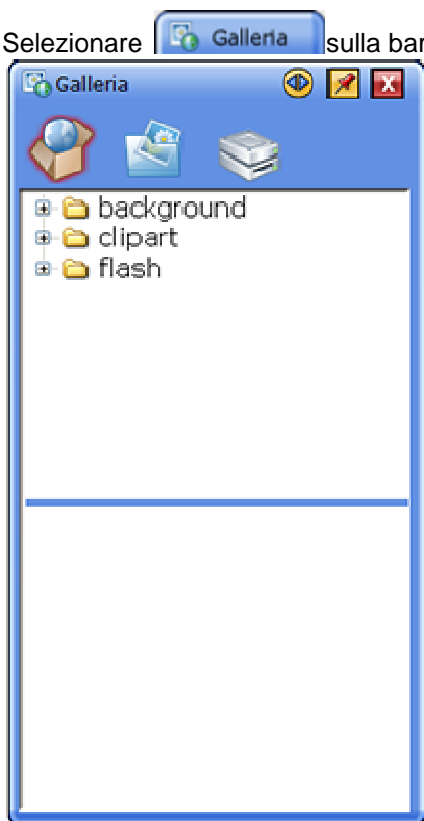 Selezionare Galleria sulla bar
Galleria
background
clipart
flash